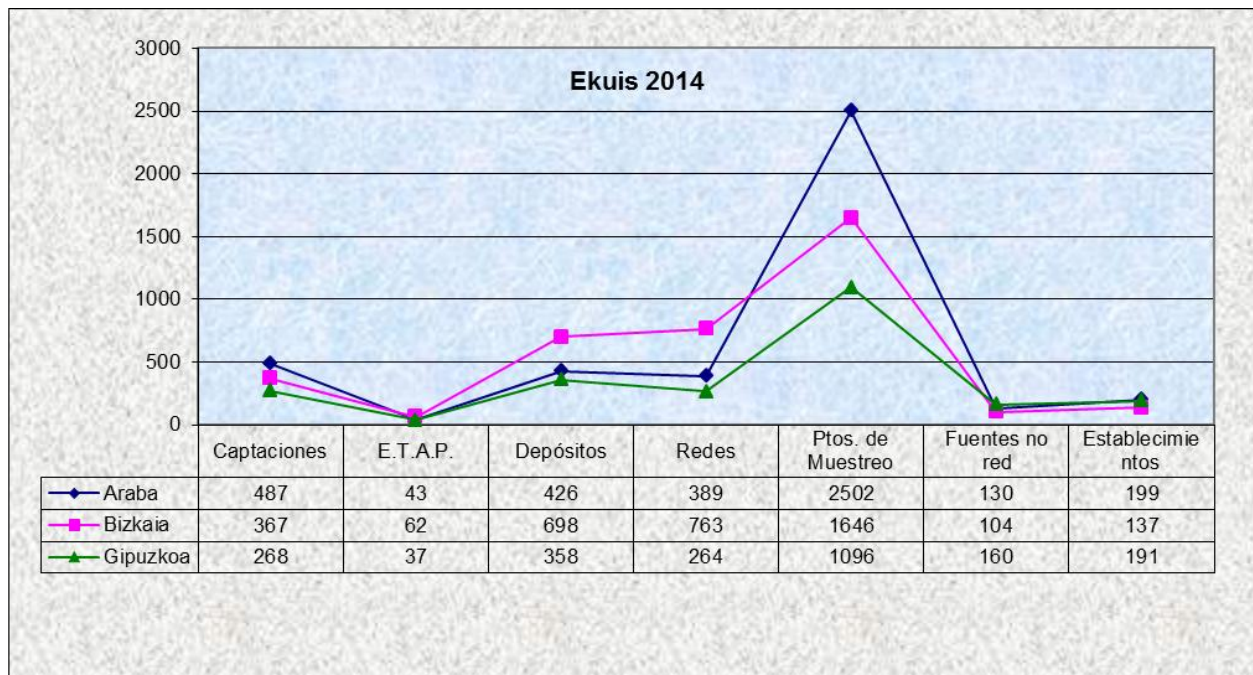 3000
Ekuis 2014
2500
2000
1500
1000
500
0
Captaciones E.T.A.P. Depósitos Redes Ptos. de Muestreo Fuentes no red Establecimie ntos
Araba 487 43 426 389 2502 130 199
Bizkaia 367 62 698 763 1646 104 137
Gipuzkoa 268 37 358 264 1096 160 191